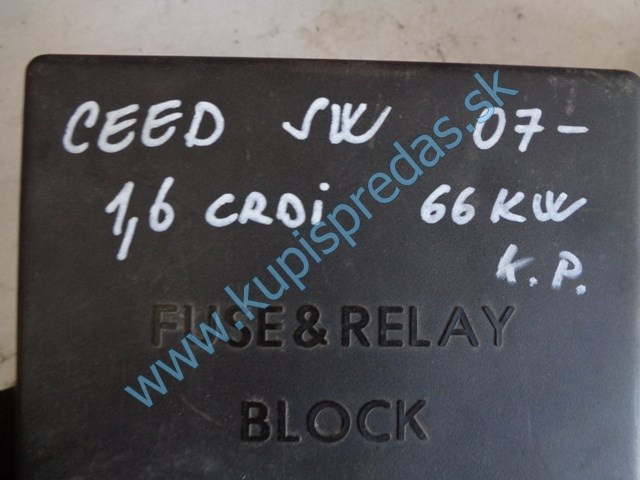 CEED SW 07-
1,6 CRDi 66 KW
K.P.
FUSE & RELAY
BLOCK
www.kupispredas.sk